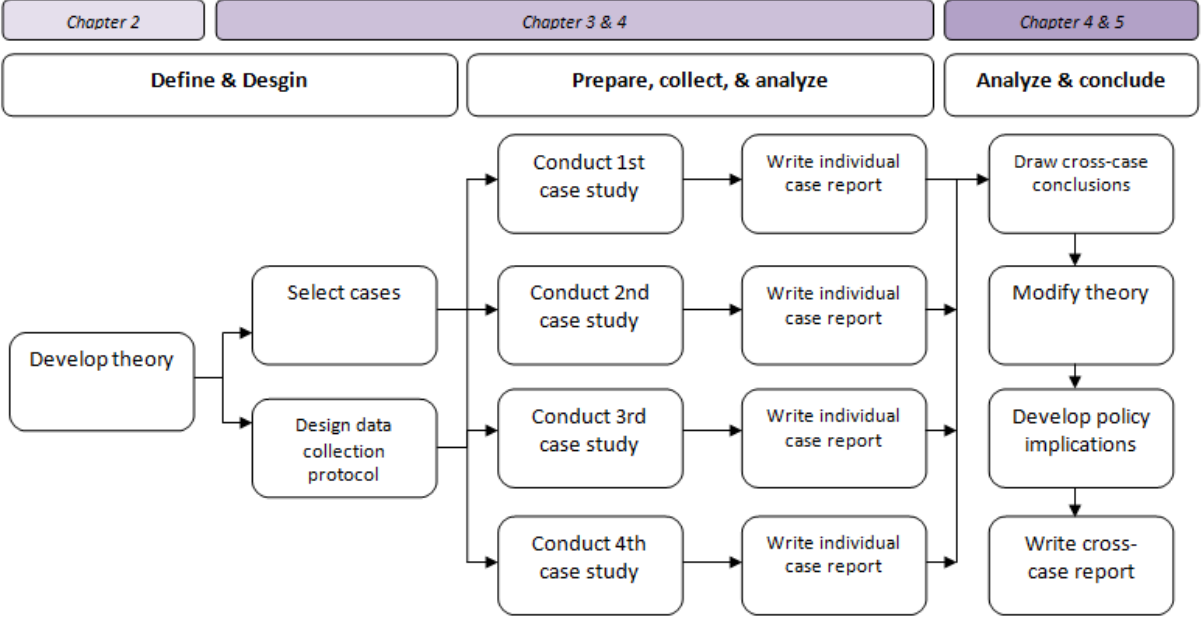 Chapter 2
Chapter 3 & 4
Chapter 4 & 5
Define & Desgin
Prepare, collect, & analyze
Analyze & conclude
Develop theory
Select cases
Design data
collection
protocol
Conduct 1st
case study
Write individual
case report
Conduct 2nd
case study
Write individual
case report
Conduct 3rd
case study
Write individual
case report
Conduct 4th
case study
Write individual
case report
Draw cross-case
conclusions
Modify theory
Develop policy
implications
Write cross-
case report